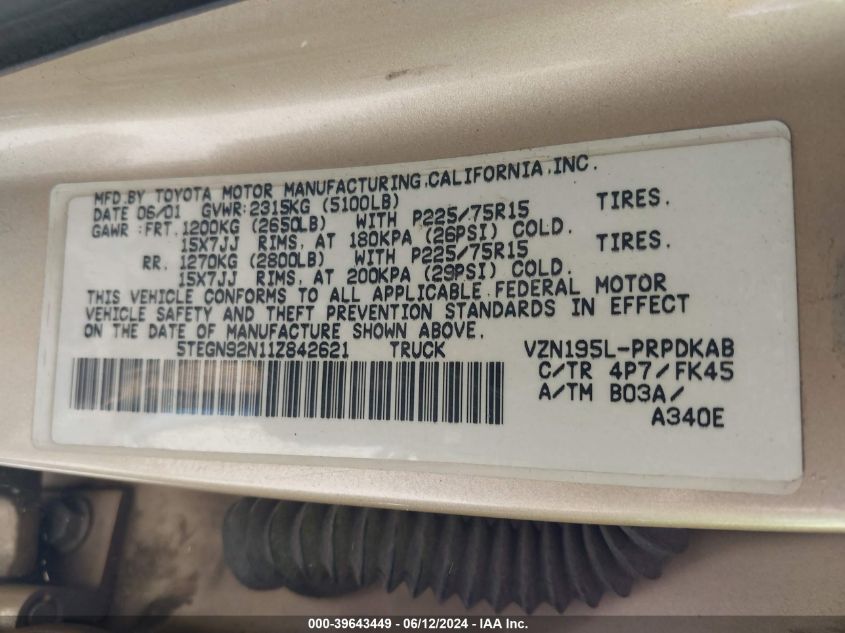 MFD.BY TOYOTA MOTOR MANUFACTURING,CALIFORNIA,INC.
DATE 06/01 GVWR:2315KG (5100LB)
GAWR :FRT.1200KG (2650LB) WITH P225/75R15 TIRES.
15X7JJ RIMS, AT 180KPA (26PSI) COLD.
RR. 1270KG (2800LB) WITH P225/75R15 TIRES.
15X7JJ RIMS, AT 200KPA (29PSI) COLD.
THIS VEHICLE CONFORMS TO ALL APPLICABLE FEDERAL MOTOR
VEHICLE SAFETY AND THEFT PREVENTION STANDARDS IN EFFECT
ON THE DATE OF MANUFACTURE SHOWN ABOVE.
5TEGN92N11Z842621 TRUCK VZN195L-PRPDKAB
C/TR 4P7/FK45
A/TM B03A/
A340E
000-39643449 - 06/12/2024 - IAA Inc.